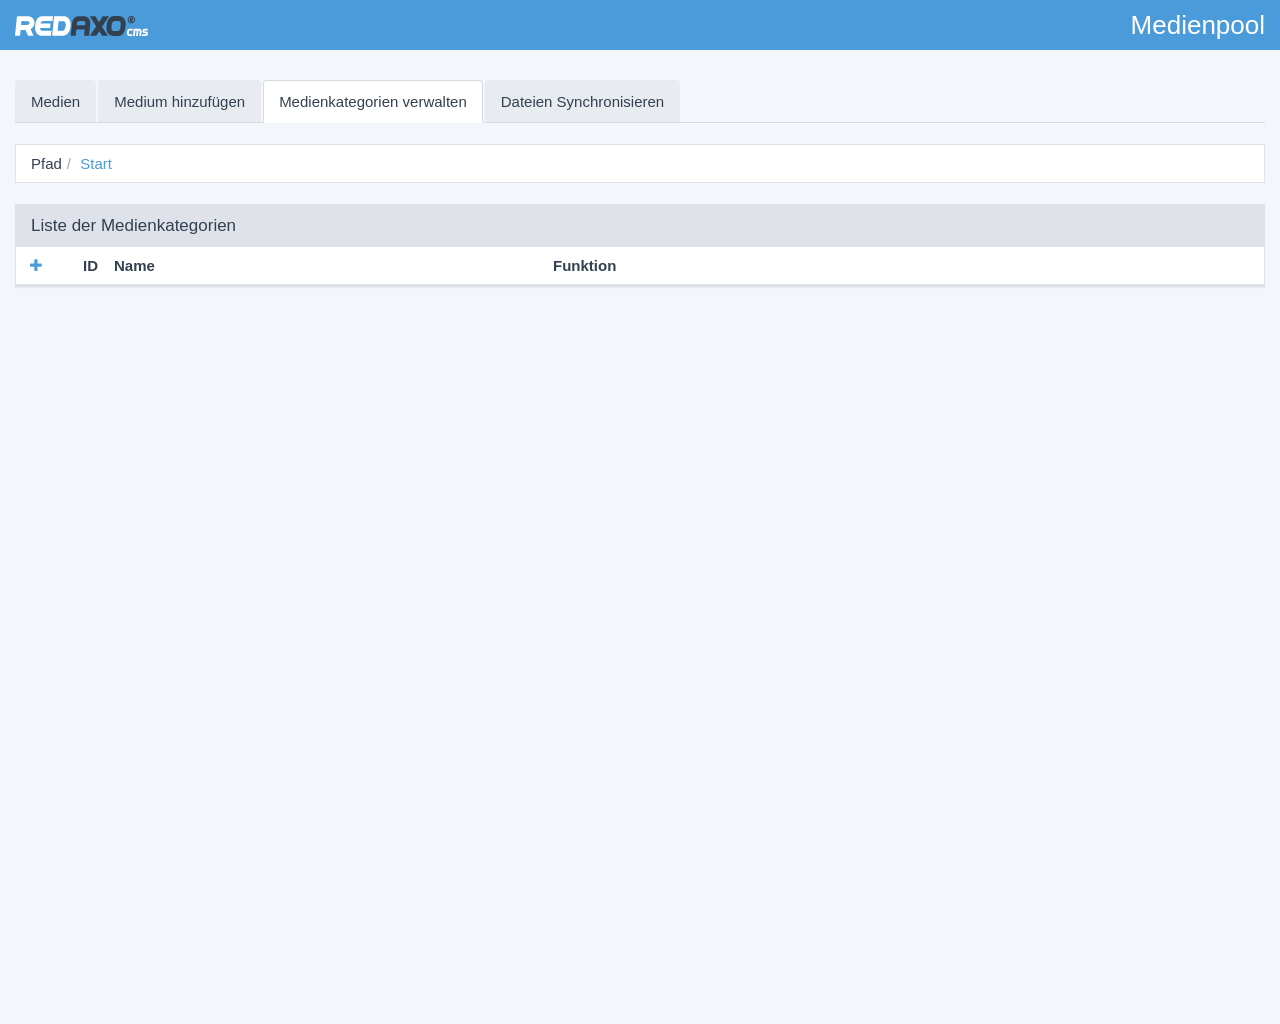 REDAXO® cms
Medienpool
Medien Medium hinzufügen Medienkategorien verwalten Dateien Synchronisieren
Pfad / Start
Liste der Medienkategorien
ID Name Funktion